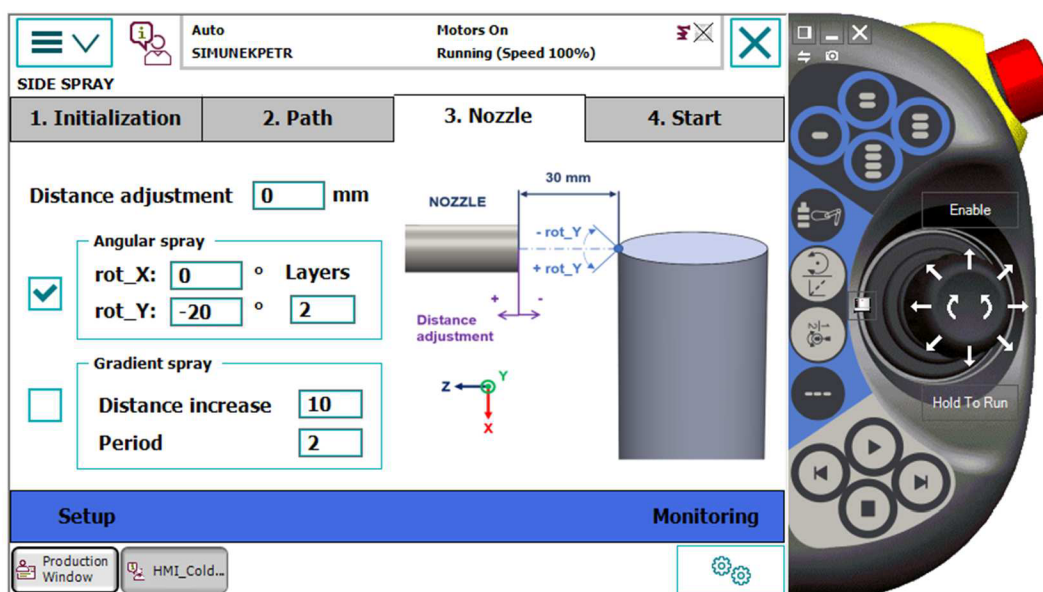 Auto
SIMUNEKPETR
Motors On
Running (Speed 100%)
SIDE SPRAY
1. Initialization
2. Path
3. Nozzle
4. Start
Distance adjustment 0 mm
Angular spray
rot_X: 0 °
Layers
rot_Y: -20 °
2
Gradient spray
Distance increase 10
Period 2
30 mm
NOZZLE
- rot_Y
+ rot_Y
+ -
Distance
adjustment
Z
Y
X
Setup
Monitoring
Production
Window
HMI_Cold...
Enable
Hold To Run